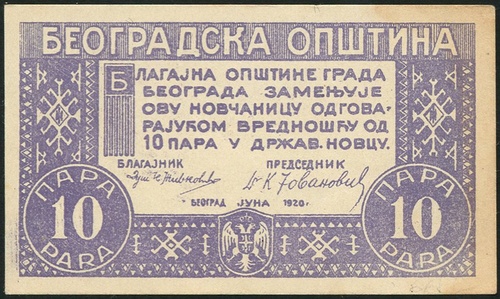 БЕОГРАДСКА ОПШТИНА
БЛАГАЈНА ОПШТИНЕ ГРАДА
БЕОГРАДА ЗАМЕЊУЈЕ
ОВУ НОВЧАНИЦУ ОДГОВА-
РАЈУЋОМ ВРЕДНОШЋУ ОД
10 ПАРА У ДРЖАВ. НОВЦУ.
БЛАГАЈНИК ПРЕДСЕДНИК
К Јовановић
БЕОГРАД ЈУНА 1920.
ПАРА 10 PARA
ПАРА 10 PARA